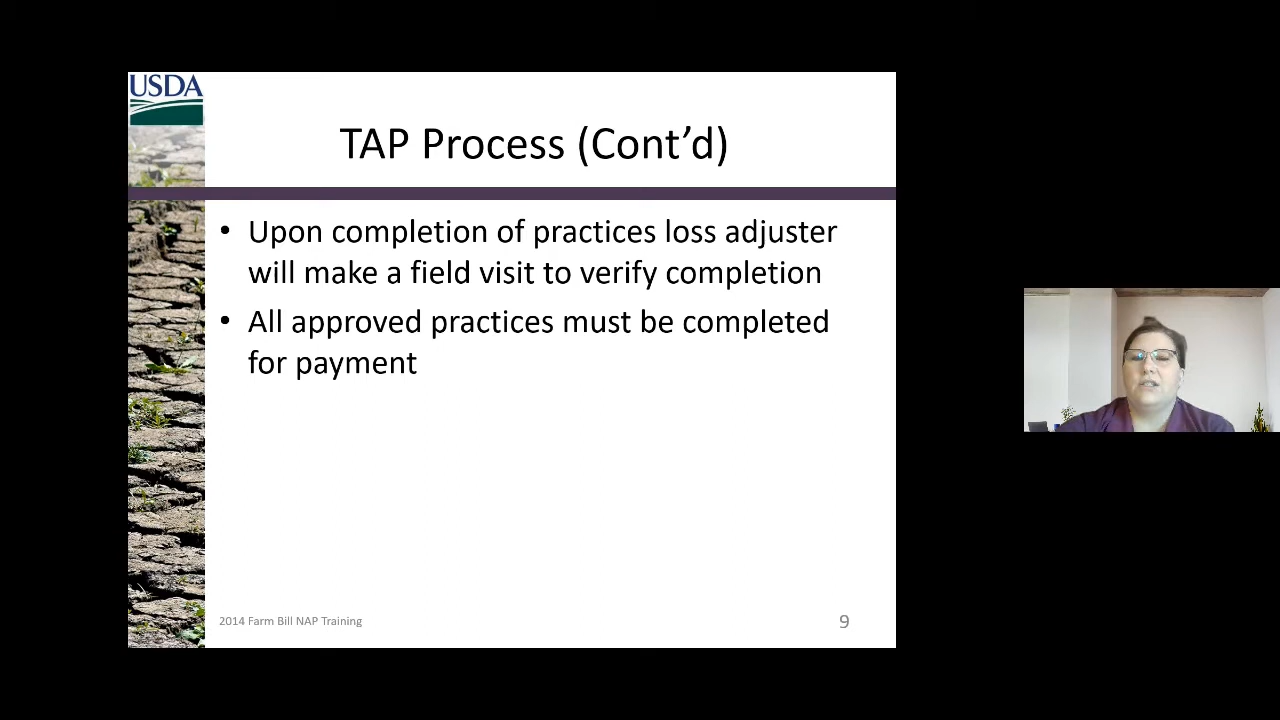 USDA
TAP Process (Cont’d)
• Upon completion of practices loss adjuster
will make a field visit to verify completion
• All approved practices must be completed
for payment
2014 Farm Bill NAP Training
9